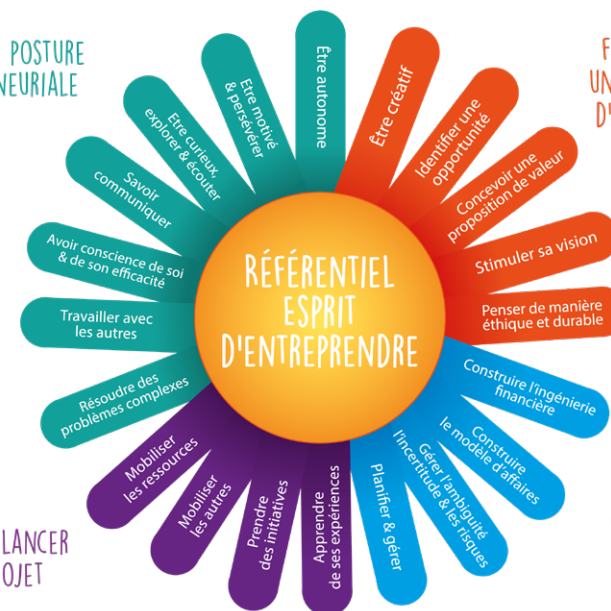 POSTURE
NEURIALE
Être autonome
Être motivé
& persévérer
Etre curieux,
explorer & écouter
Savoir
communiquer
Avoir conscience de soi
& de son efficacité
Travailler avec
les autres
Résoudre des
problèmes complexes
Être créatif
Identifier une
opportunité
Concevoir une
proposition de valeur
Stimuler sa vision
Penser de manière
éthique et durable
RÉFÉRENTIEL
ESPRIT
D'ENTREPRENDRE
Construire l'ingénierie
financière
Construire
le modèle d'affaires
Gérer l'ambiguïté
l'incertitude & les risques
Planifier & gérer
Apprendre
de ses expériences
Prendre
des initiatives
Mobiliser
les autres
Mobiliser
les ressources
LANCER
OJET
F
UN
D'